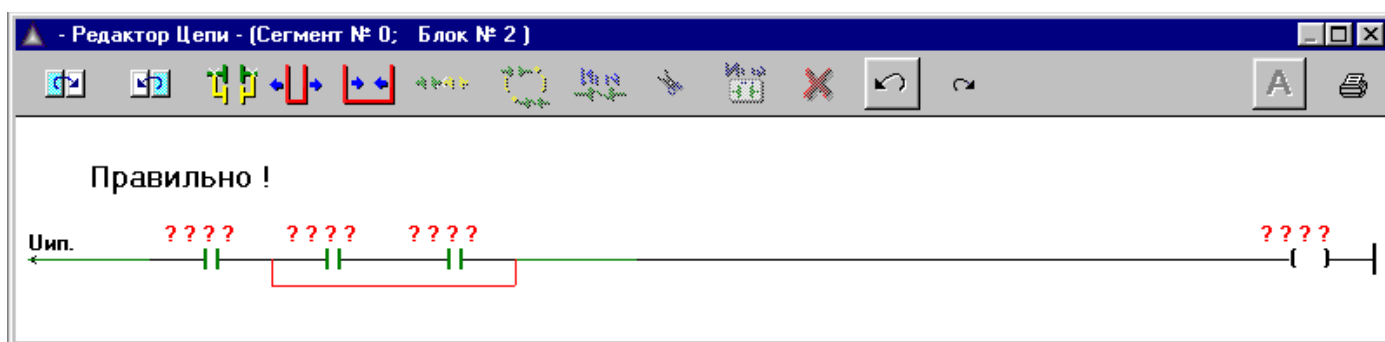 - Редактор Цепи - (Сегмент № 0; Блок № 2 )
A
Правильно !
Uип.
? ? ? ? ? ? ? ? ? ? ? ? ? ? ? ?